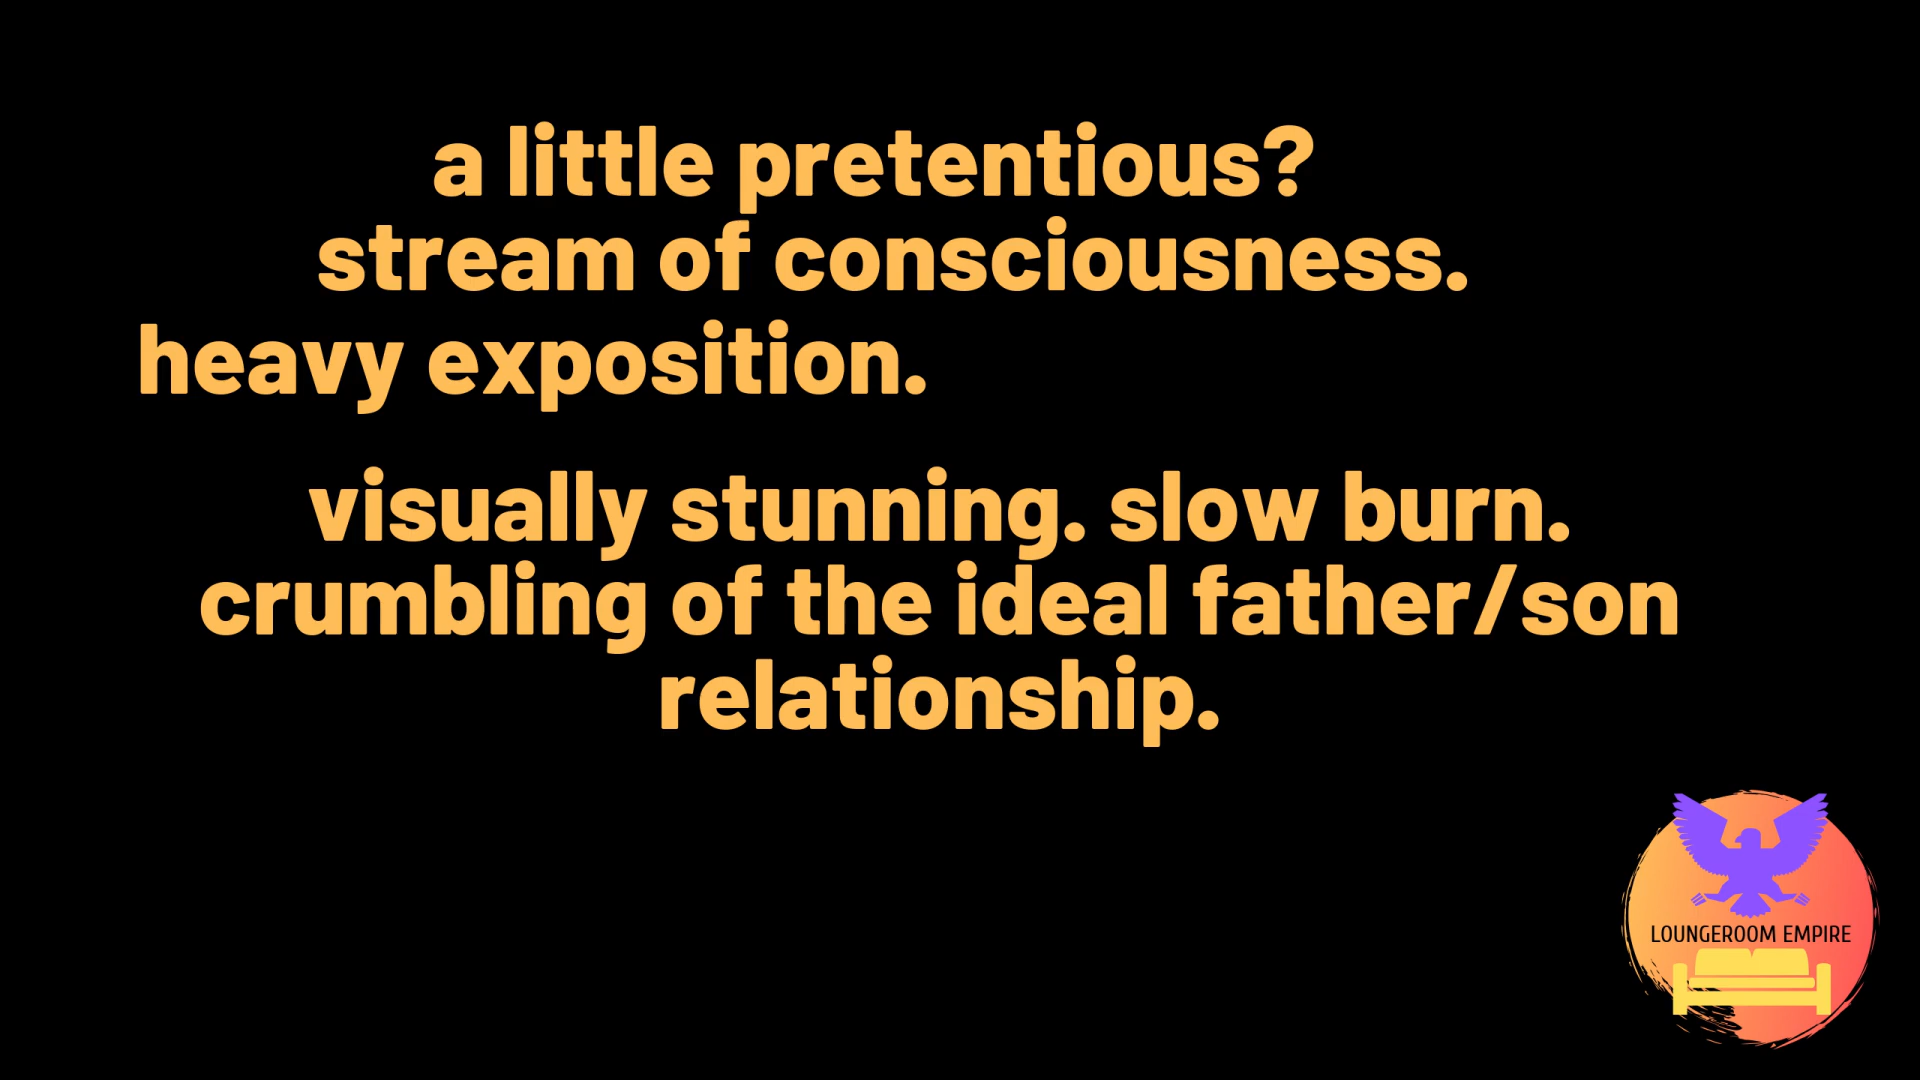 a little pretentious?
stream of consciousness.
heavy exposition.
visually stunning. slow burn.
crumbling of the ideal father/son
relationship.
LOUNGEROOM EMPIRE